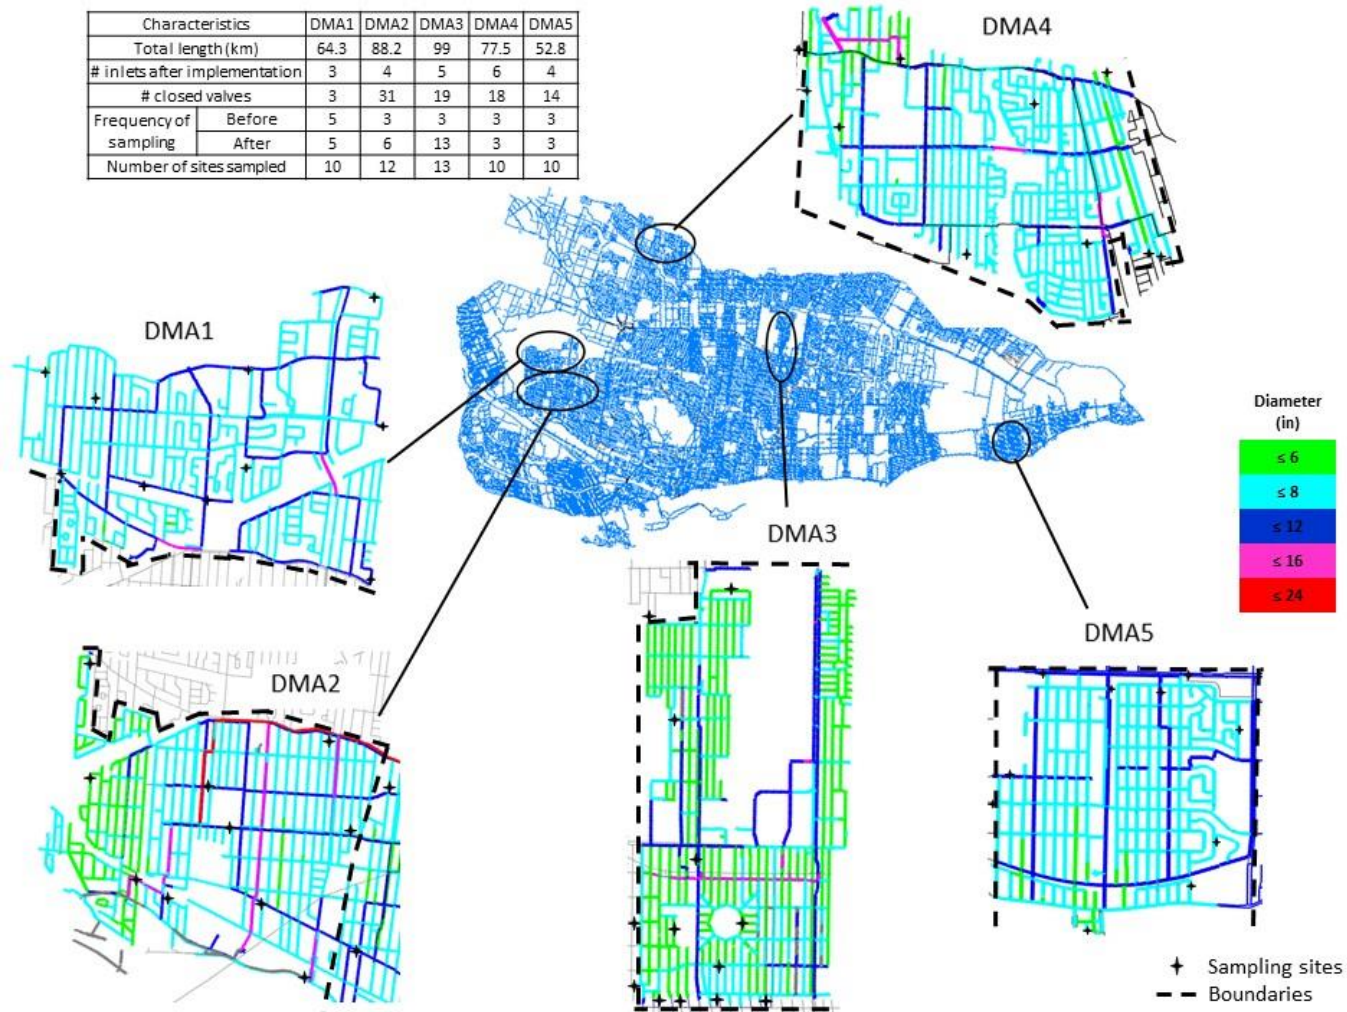 Characteristics DMA1 DMA2 DMA3 DMA4 DMA5
Total length (km) 64.3 88.2 99 77.5 52.8
# inlets after implementation 3 4 5 6 4
# closed valves 3 31 19 18 14
Frequency of sampling Before 5 3 3 3 3
After 5 6 13 3 3
Number of sites sampled 10 12 13 10 10
DMA4
DMA1
DMA3
DMA2
DMA5
Diameter
(in)
≤ 6
≤ 8
≤ 12
≤ 16
≤ 24
Sampling sites
Boundaries